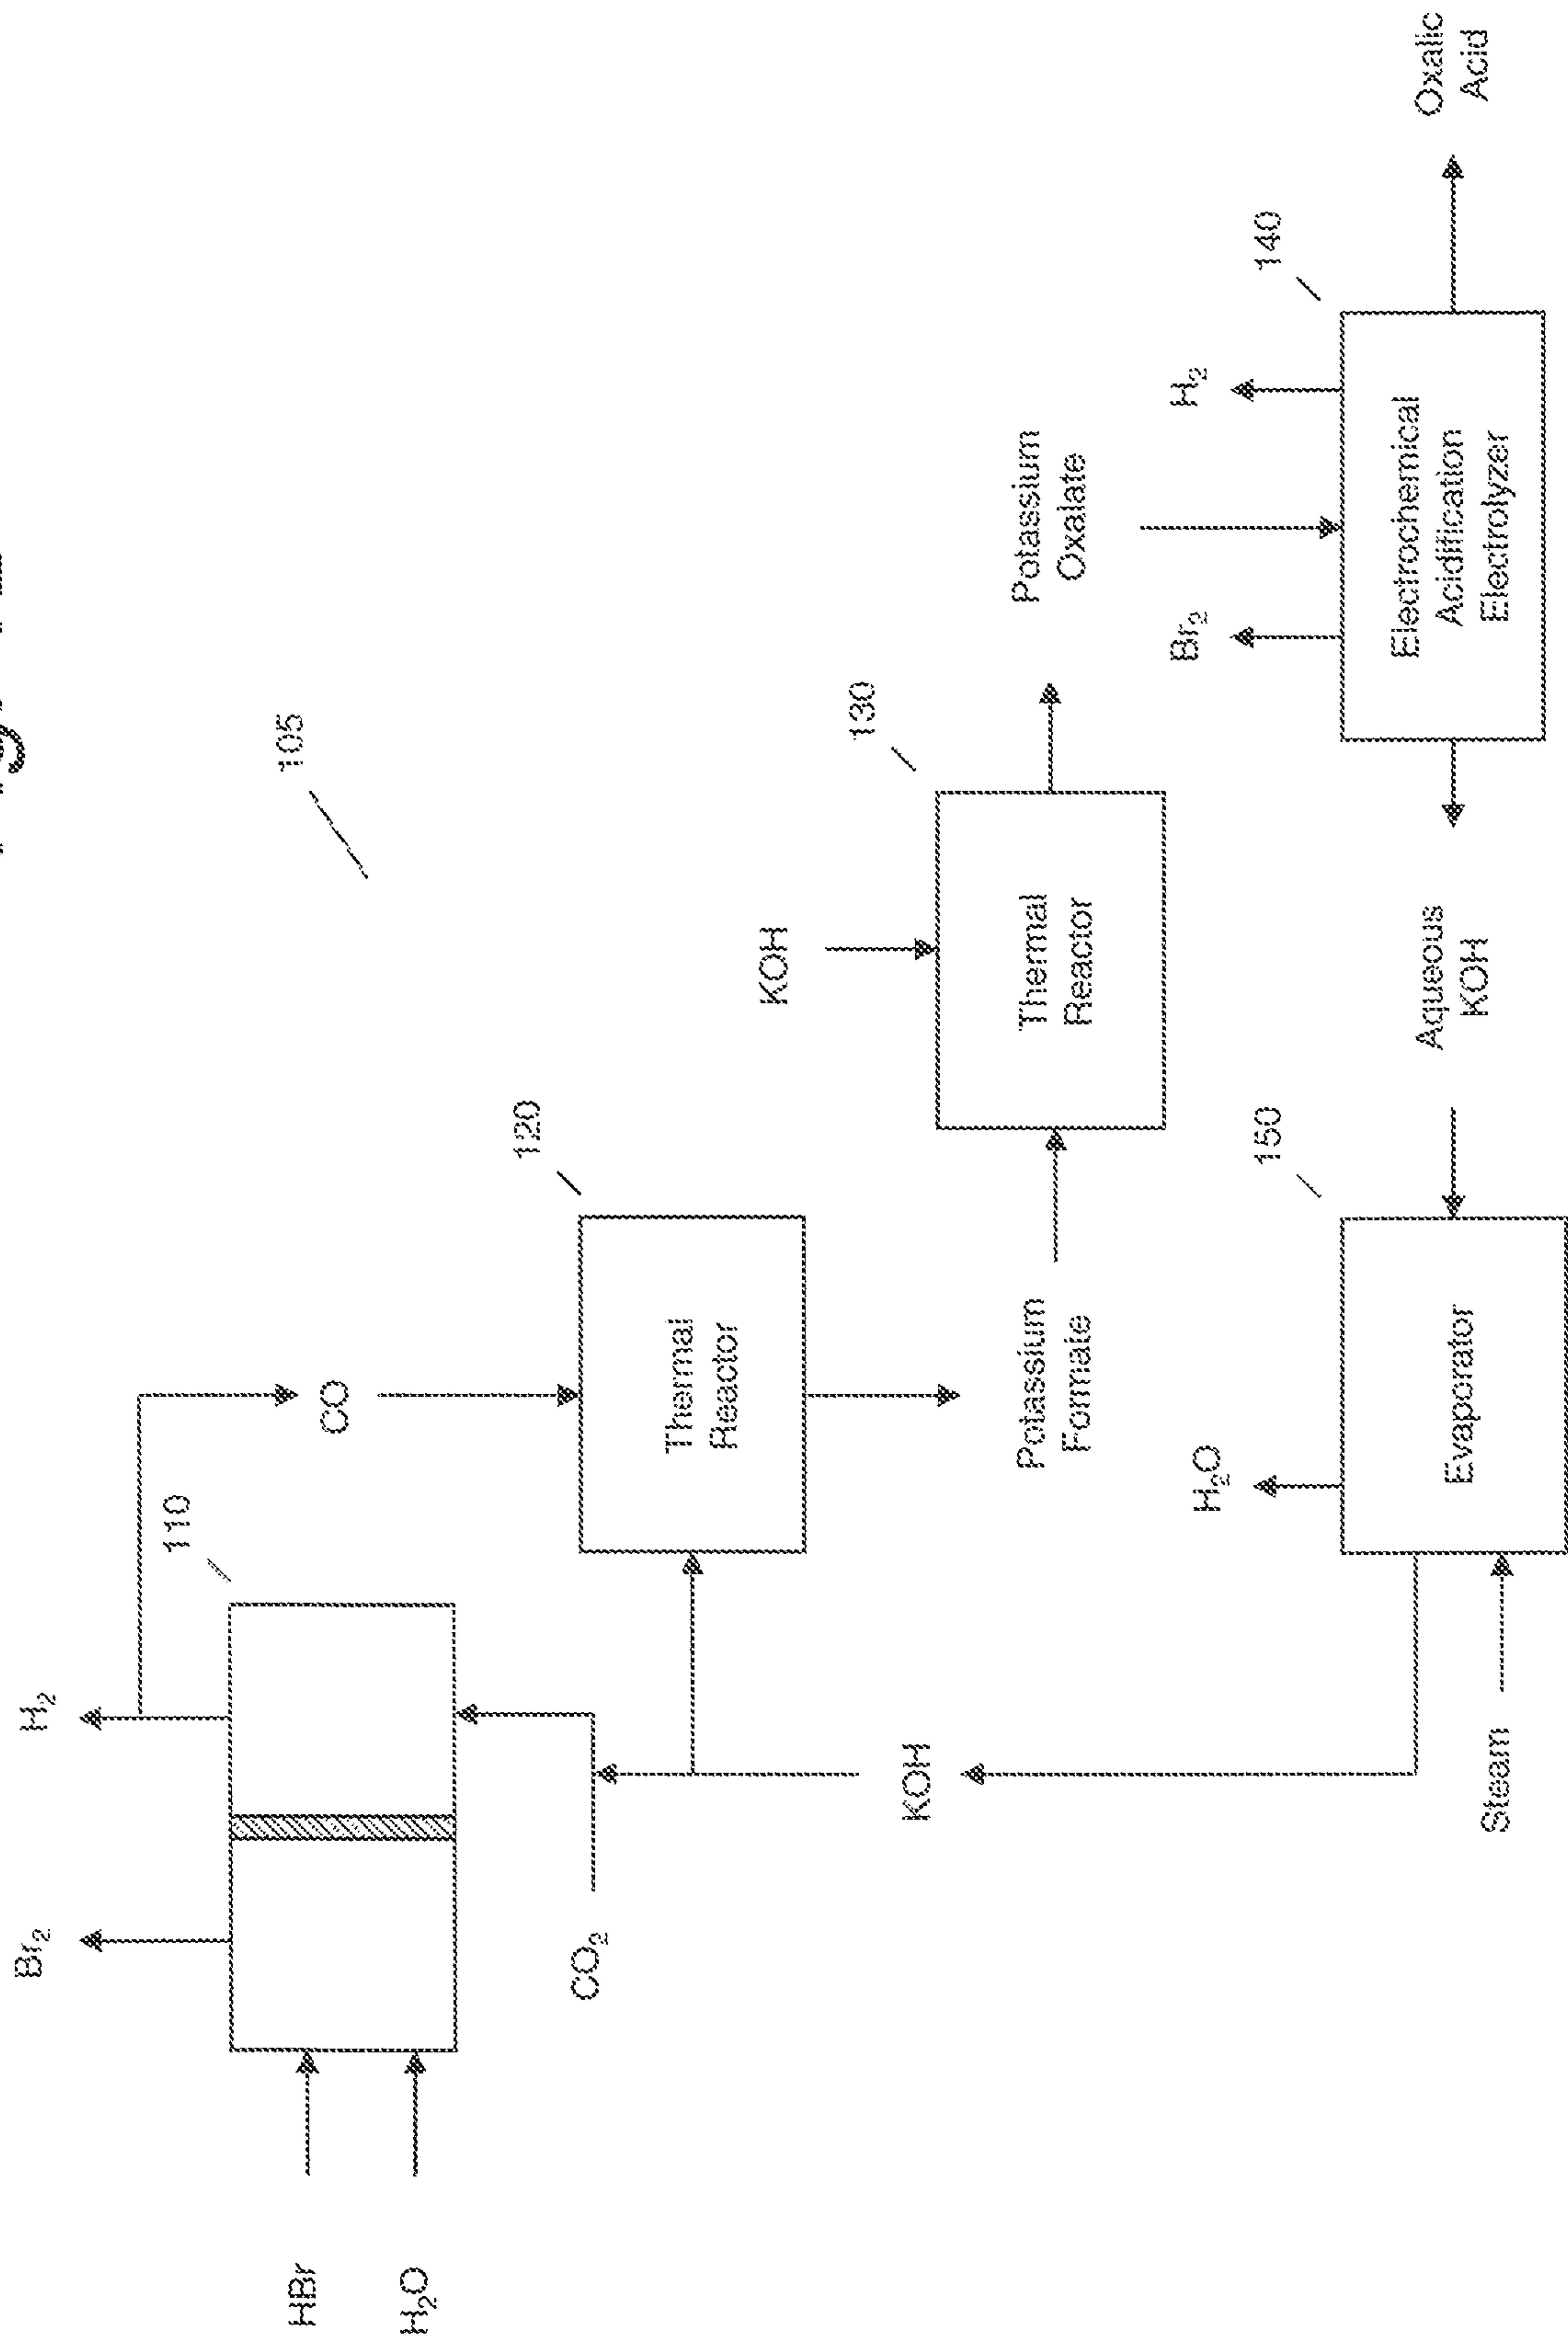 105
Br₂
H₂
110
HBr
H₂O
CO₂
CO
120
Thermal
Reactor
KOH
KOH
130
Thermal
Reactor
Potassium
Formate
Potassium
Oxalate
Br₂
H₂
140
Electrochemical
Acidification
Electrolyzer
Oxalic
Acid
Aqueous
KOH
150
H₂O
Evaporator
Steam